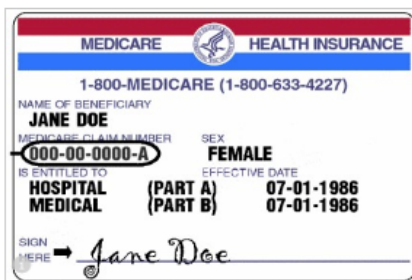 MEDICARE HEALTH INSURANCE
1-800-MEDICARE (1-800-633-4227)
NAME OF BENEFICIARY
JANE DOE
MEDICARE CLAIM NUMBER SEX
000-00-0000-A FEMALE
IS ENTITLED TO EFFECTIVE DATE
HOSPITAL (PART A) 07-01-1986
MEDICAL (PART B) 07-01-1986
SIGN
HERE Jane Doe